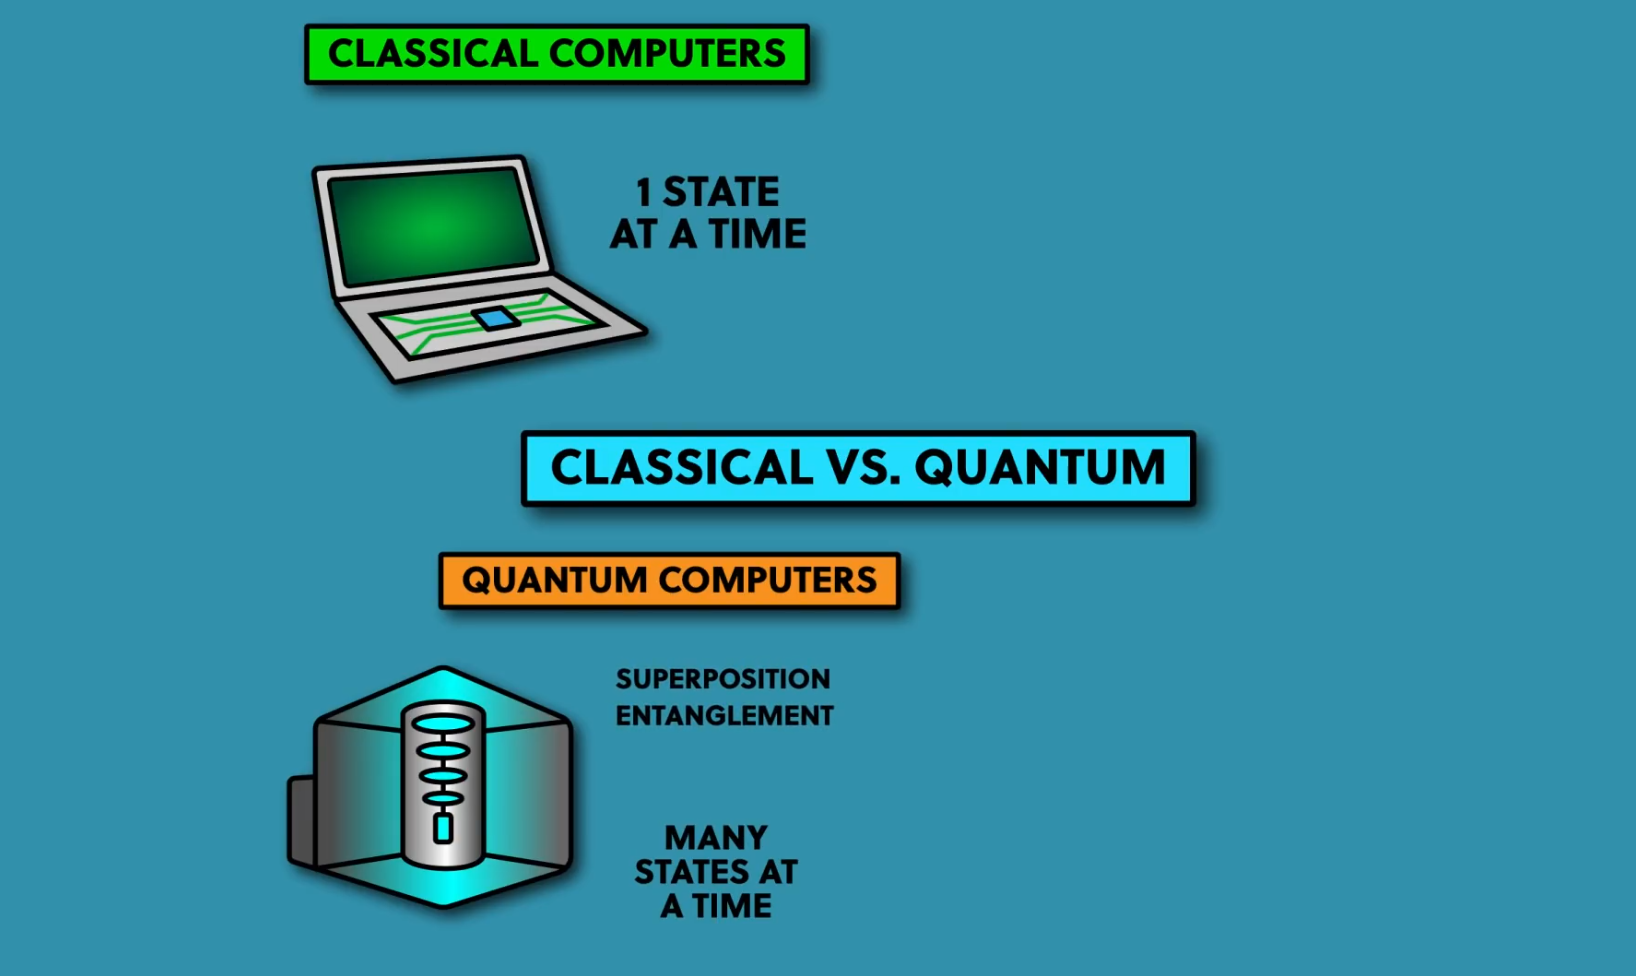 CLASSICAL COMPUTERS
1 STATE
AT A TIME
CLASSICAL VS. QUANTUM
QUANTUM COMPUTERS
SUPERPOSITION
ENTANGLEMENT
MANY
STATES AT
A TIME